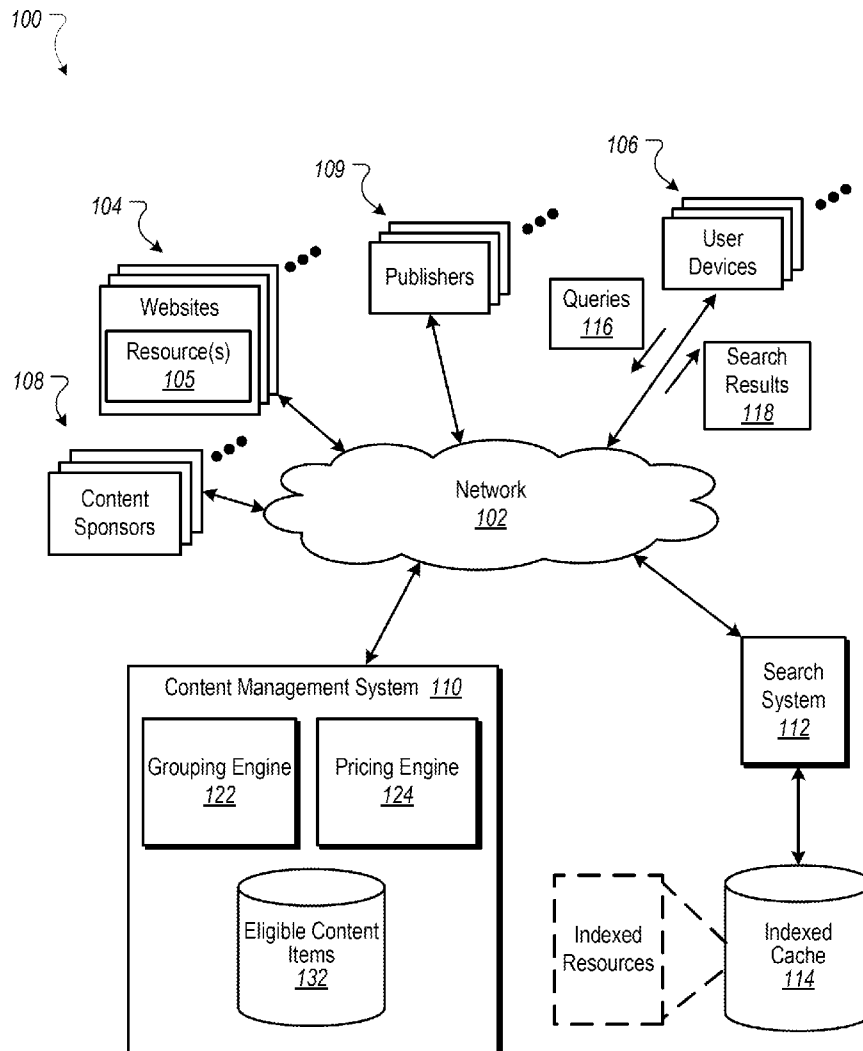 100
106
109
104
User
Devices
Publishers
Queries
116
Websites
Resource(s)
105
Search
Results
118
108
Content
Sponsors
Network
102
Content Management System 110
Search
System
112
Grouping Engine
122
Pricing Engine
124
Eligible Content
Items
132
Indexed
Resources
Indexed
Cache
114